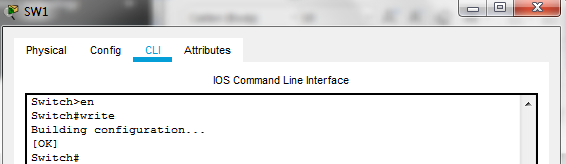 SW1
Physical Config CLI Attributes
IOS Command Line Interface
Switch>en
Switch#write
Building configuration...
[OK]
Switch#